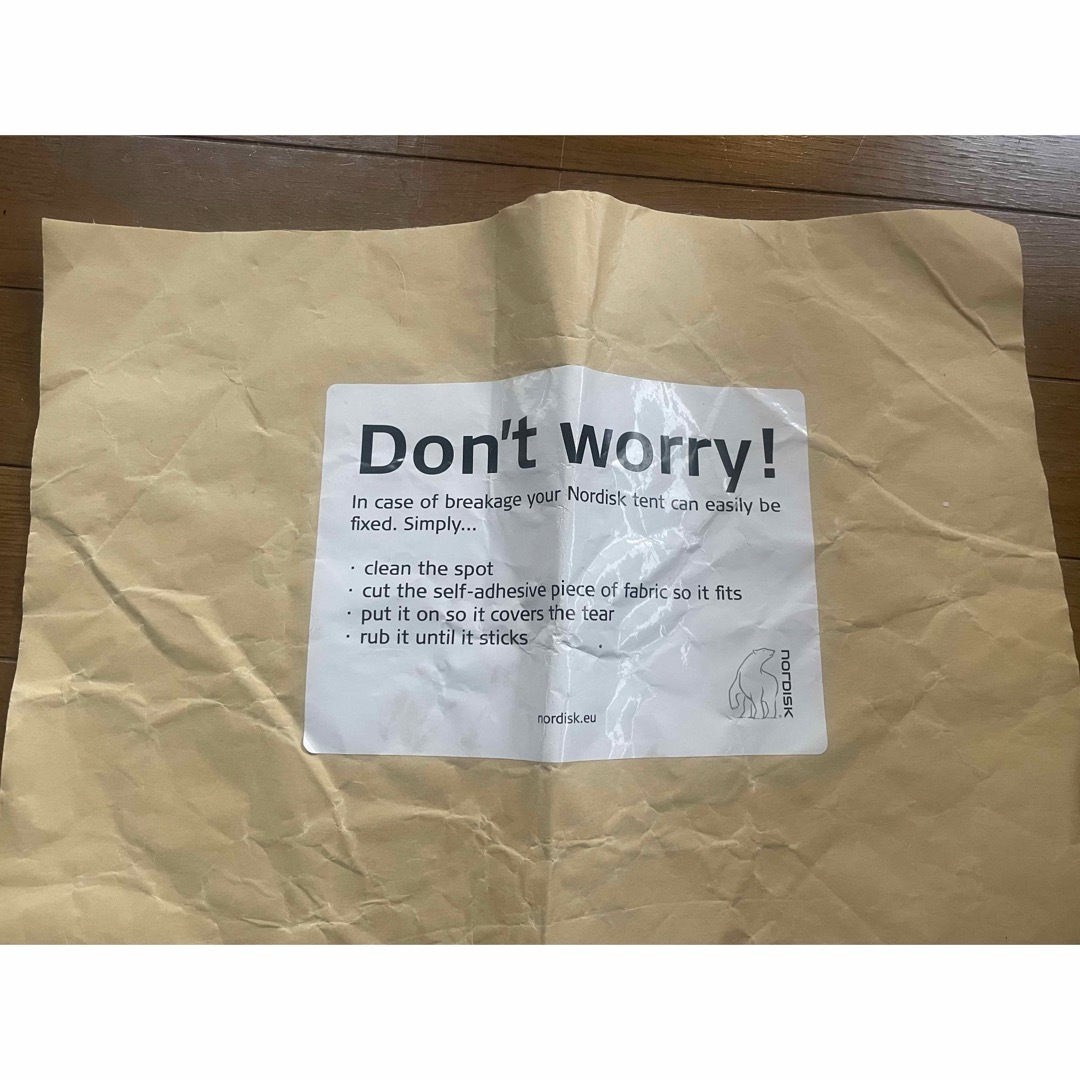 Don't worry!
In case of breakage your Nordisk tent can easily be
fixed. Simply...
· clean the spot
· cut the self-adhesive piece of fabric so it fits
· put it on so it covers the tear
· rub it until it sticks
nordisk.eu
NORDISK